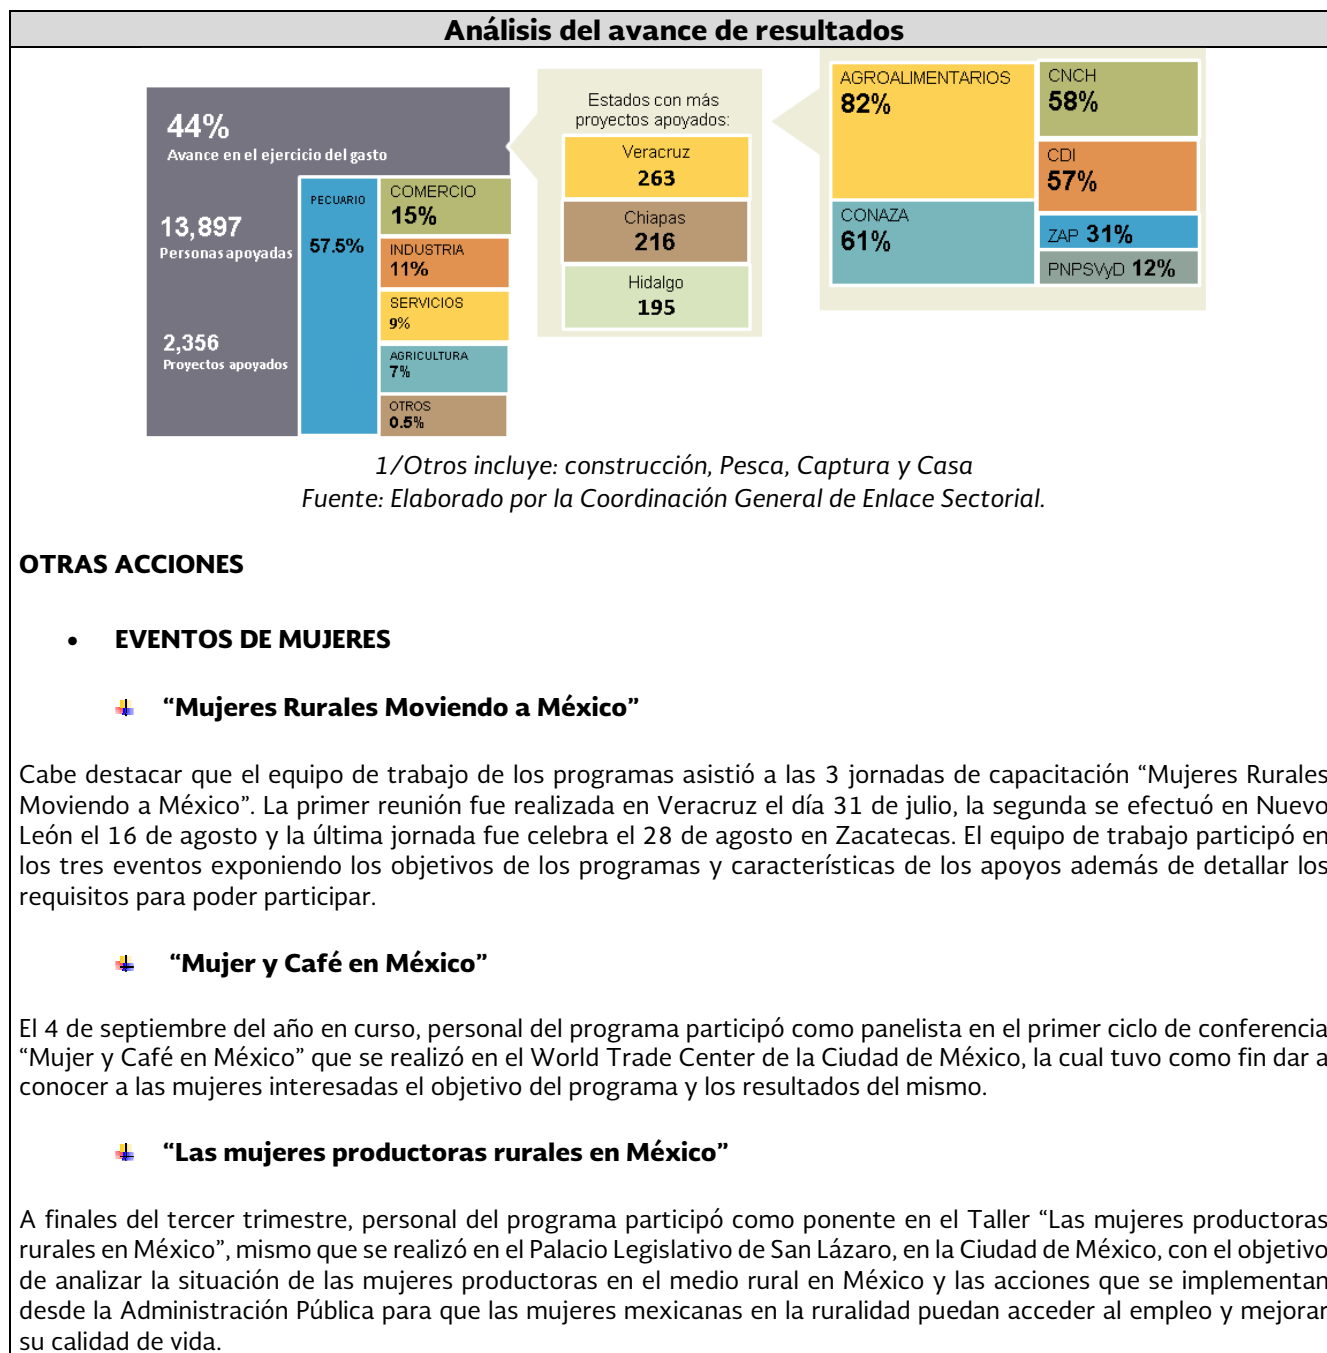 Análisis del avance de resultados
44%
Avance en el ejercicio del gasto
13,897
Personas apoyadas
2,356
Proyectos apoyados
PECUARIO
57.5%
COMERCIO
15%
INDUSTRIA
11%
SERVICIOS
9%
AGRICULTURA
7%
OTROS
0.5%
Estados con más
proyectos apoyados:
Veracruz
263
Chiapas
216
Hidalgo
195
AGROALIMENTARIOS
82%
CONAZA
61%
CNCH
58%
CDI
57%
ZAP 31%
PNPSVyD 12%
1/Otros incluye: construcción, Pesca, Captura y Casa
Fuente: Elaborado por la Coordinación General de Enlace Sectorial.
OTRAS ACCIONES
• EVENTOS DE MUJERES
“Mujeres Rurales Moviendo a México”
Cabe destacar que el equipo de trabajo de los programas asistió a las 3 jornadas de capacitación “Mujeres Rurales
Moviendo a México”. La primer reunión fue realizada en Veracruz el día 31 de julio, la segunda se efectuó en Nuevo
León el 16 de agosto y la última jornada fue celebra el 28 de agosto en Zacatecas. El equipo de trabajo participó en
los tres eventos exponiendo los objetivos de los programas y características de los apoyos además de detallar los
requisitos para poder participar.
“Mujer y Café en México”
El 4 de septiembre del año en curso, personal del programa participó como panelista en el primer ciclo de conferencia
“Mujer y Café en México” que se realizó en el World Trade Center de la Ciudad de México, la cual tuvo como fin dar a
conocer a las mujeres interesadas el objetivo del programa y los resultados del mismo.
“Las mujeres productoras rurales en México”
A finales del tercer trimestre, personal del programa participó como ponente en el Taller “Las mujeres productoras
rurales en México”, mismo que se realizó en el Palacio Legislativo de San Lázaro, en la Ciudad de México, con el objetivo
de analizar la situación de las mujeres productoras en el medio rural en México y las acciones que se implementan
desde la Administración Pública para que las mujeres mexicanas en la ruralidad puedan acceder al empleo y mejorar
su calidad de vida.